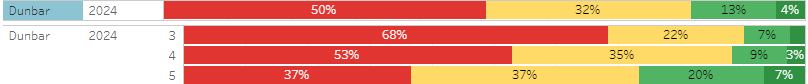 Dunbar 2024 50% 32% 13% 4%
Dunbar 2024 3 68% 22% 7%
4 53% 35% 9% 3%
5 37% 37% 20% 7%